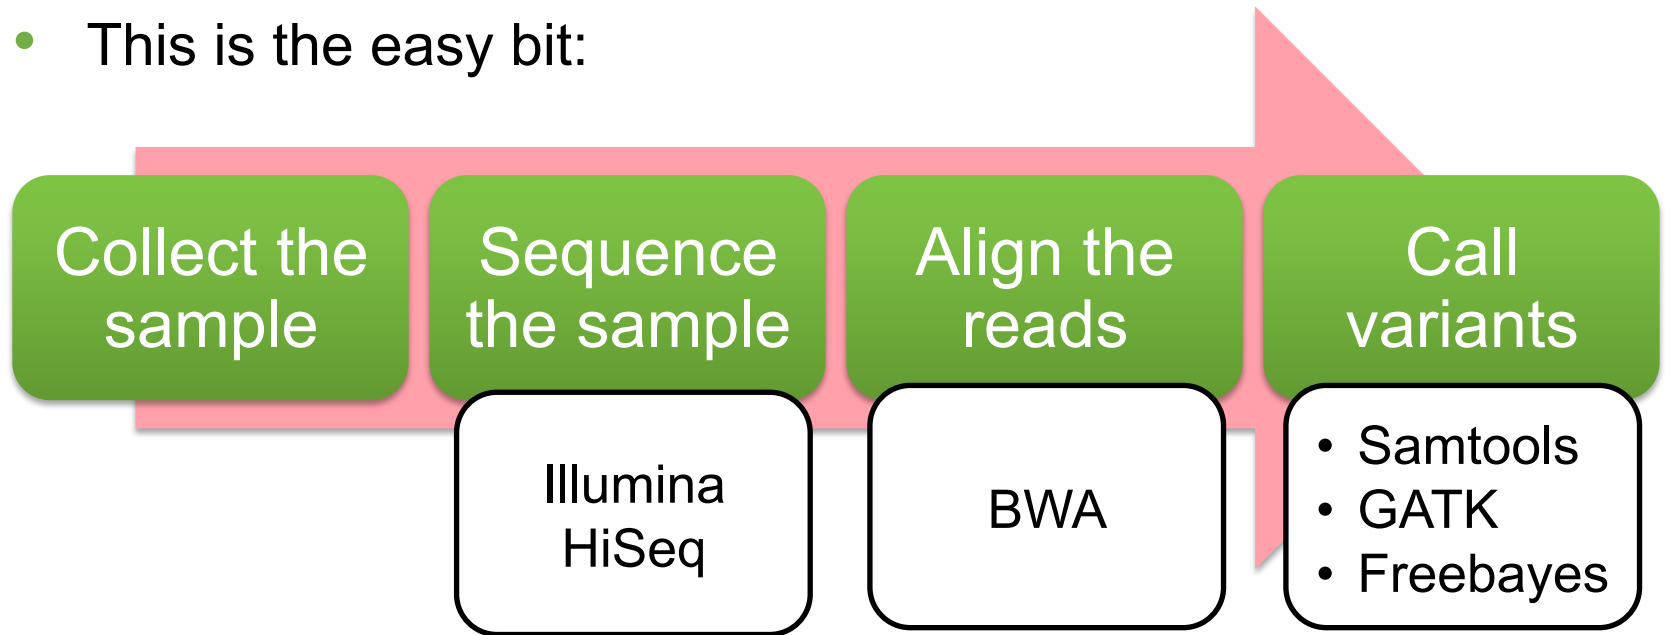 • This is the easy bit:
Collect the
sample
Sequence
the sample
Align the
reads
Call
variants
Illumina
HiSeq
BWA
• Samtools
• GATK
• Freebayes